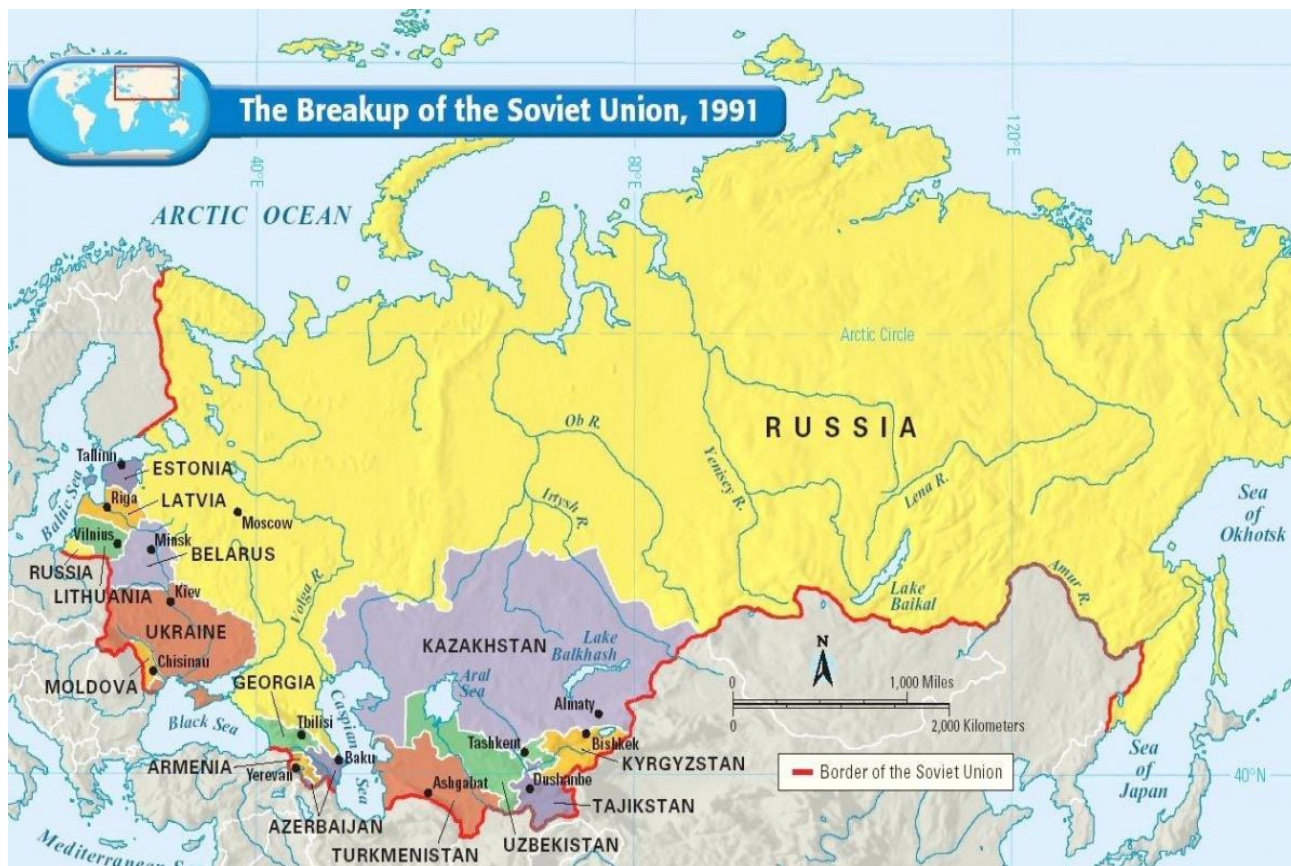 The Breakup of the Soviet Union, 1991
40°E
80°E
120°E
ARCTIC OCEAN
Arctic Circle
RUSSIA
Ob R.
Yenisey R.
Irtysh R.
Lena R.
Tallinn
ESTONIA
Baltic Sea
Riga
LATVIA
Moscow
Sea
of
Okhotsk
Vilnius
Minsk
BELARUS
RUSSIA
LITHUANIA
Kiev
Volga R.
Lake
Baikal
Amur R.
UKRAINE
KAZAKHSTAN
Lake
Balkhash
N
Chisinau
MOLDOVA
GEORGIA
Aral
Sea
0
1,000 Miles
0
2,000 Kilometers
Black Sea
Tbilisi
Caspian
Sea
Almaty
Tashkent
Bishkek
KYRGYZSTAN
ARMENIA
Baku
Yerevan
Ashgabat
Dushanbe
TAJIKSTAN
Border of the Soviet Union
Sea
of
Japan
40°N
AZERBAIJAN
UZBEKISTAN
TURKMENISTAN
Mediterranean